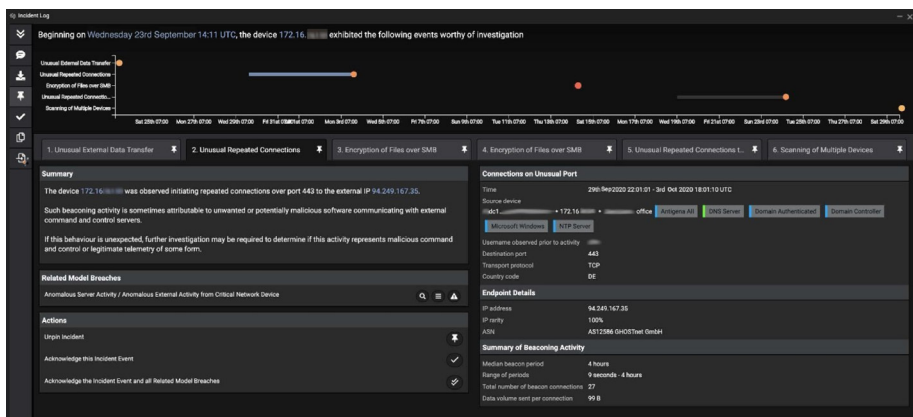 Incident Log
Beginning on Wednesday 23rd September 14:11 UTC, the device 172.16. exhibited the following events worthy of investigation
Unusual External Data Transfer
Unusual Repeated Connections
Encryption of Files over SMB
Unusual Repeated Connectio...
Scanning of Multiple Devices
Sat 25th 07:00 Mon 27th 07:00 Wed 29th 07:00 Fri 31st 07:00 Mon 3rd 07:00 Wed 5th 07:00 Fri 7th 07:00 Sun 9th 07:00 Tue 11th 07:00 Thu 13th 07:00 Sat 15th 07:00 Mon 17th 07:00 Wed 19th 07:00 Fri 21st 07:00 Sun 23rd 07:00 Tue 25th 07:00 Thu 27th 07:00 Sat 29th 07:00
1. Unusual External Data Transfer
2. Unusual Repeated Connections
3. Encryption of Files over SMB
4. Encryption of Files over SMB
5. Unusual Repeated Connections t...
6. Scanning of Multiple Devices
Summary
The device 172.16 was observed initiating repeated connections over port 443 to the external IP 94.249.167.35.
Such beaconing activity is sometimes attributable to unwanted or potentially malicious software communicating with external
command and control servers.
If this behaviour is unexpected, further investigation may be required to determine if this activity represents malicious command
and control or legitimate telemetry of some form.
Related Model Breaches
Anomalous Server Activity / Anomalous External Activity from Critical Network Device
Actions
Unpin Incident
Acknowledge this Incident Event
Acknowledge the Incident Event and all Related Model Breaches
Connections on Unusual Port
Time 29th Sep 2020 22:01:01 - 3rd Oct 2020 18:01:10 UTC
Source device dc1. • 172.16 • office Antigena All DNS Server Domain Authenticated Domain Controller
Microsoft Windows NTP Server
Username observed prior to activity
Destination port 443
Transport protocol TCP
Country code DE
Endpoint Details
IP address 94.249.167.35
IP rarity 100%
ASN AS12586 GHOSTnet GmbH
Summary of Beaconing Activity
Median beacon period 4 hours
Range of periods 9 seconds - 4 hours
Total number of beacon connections 27
Data volume sent per connection 99 B